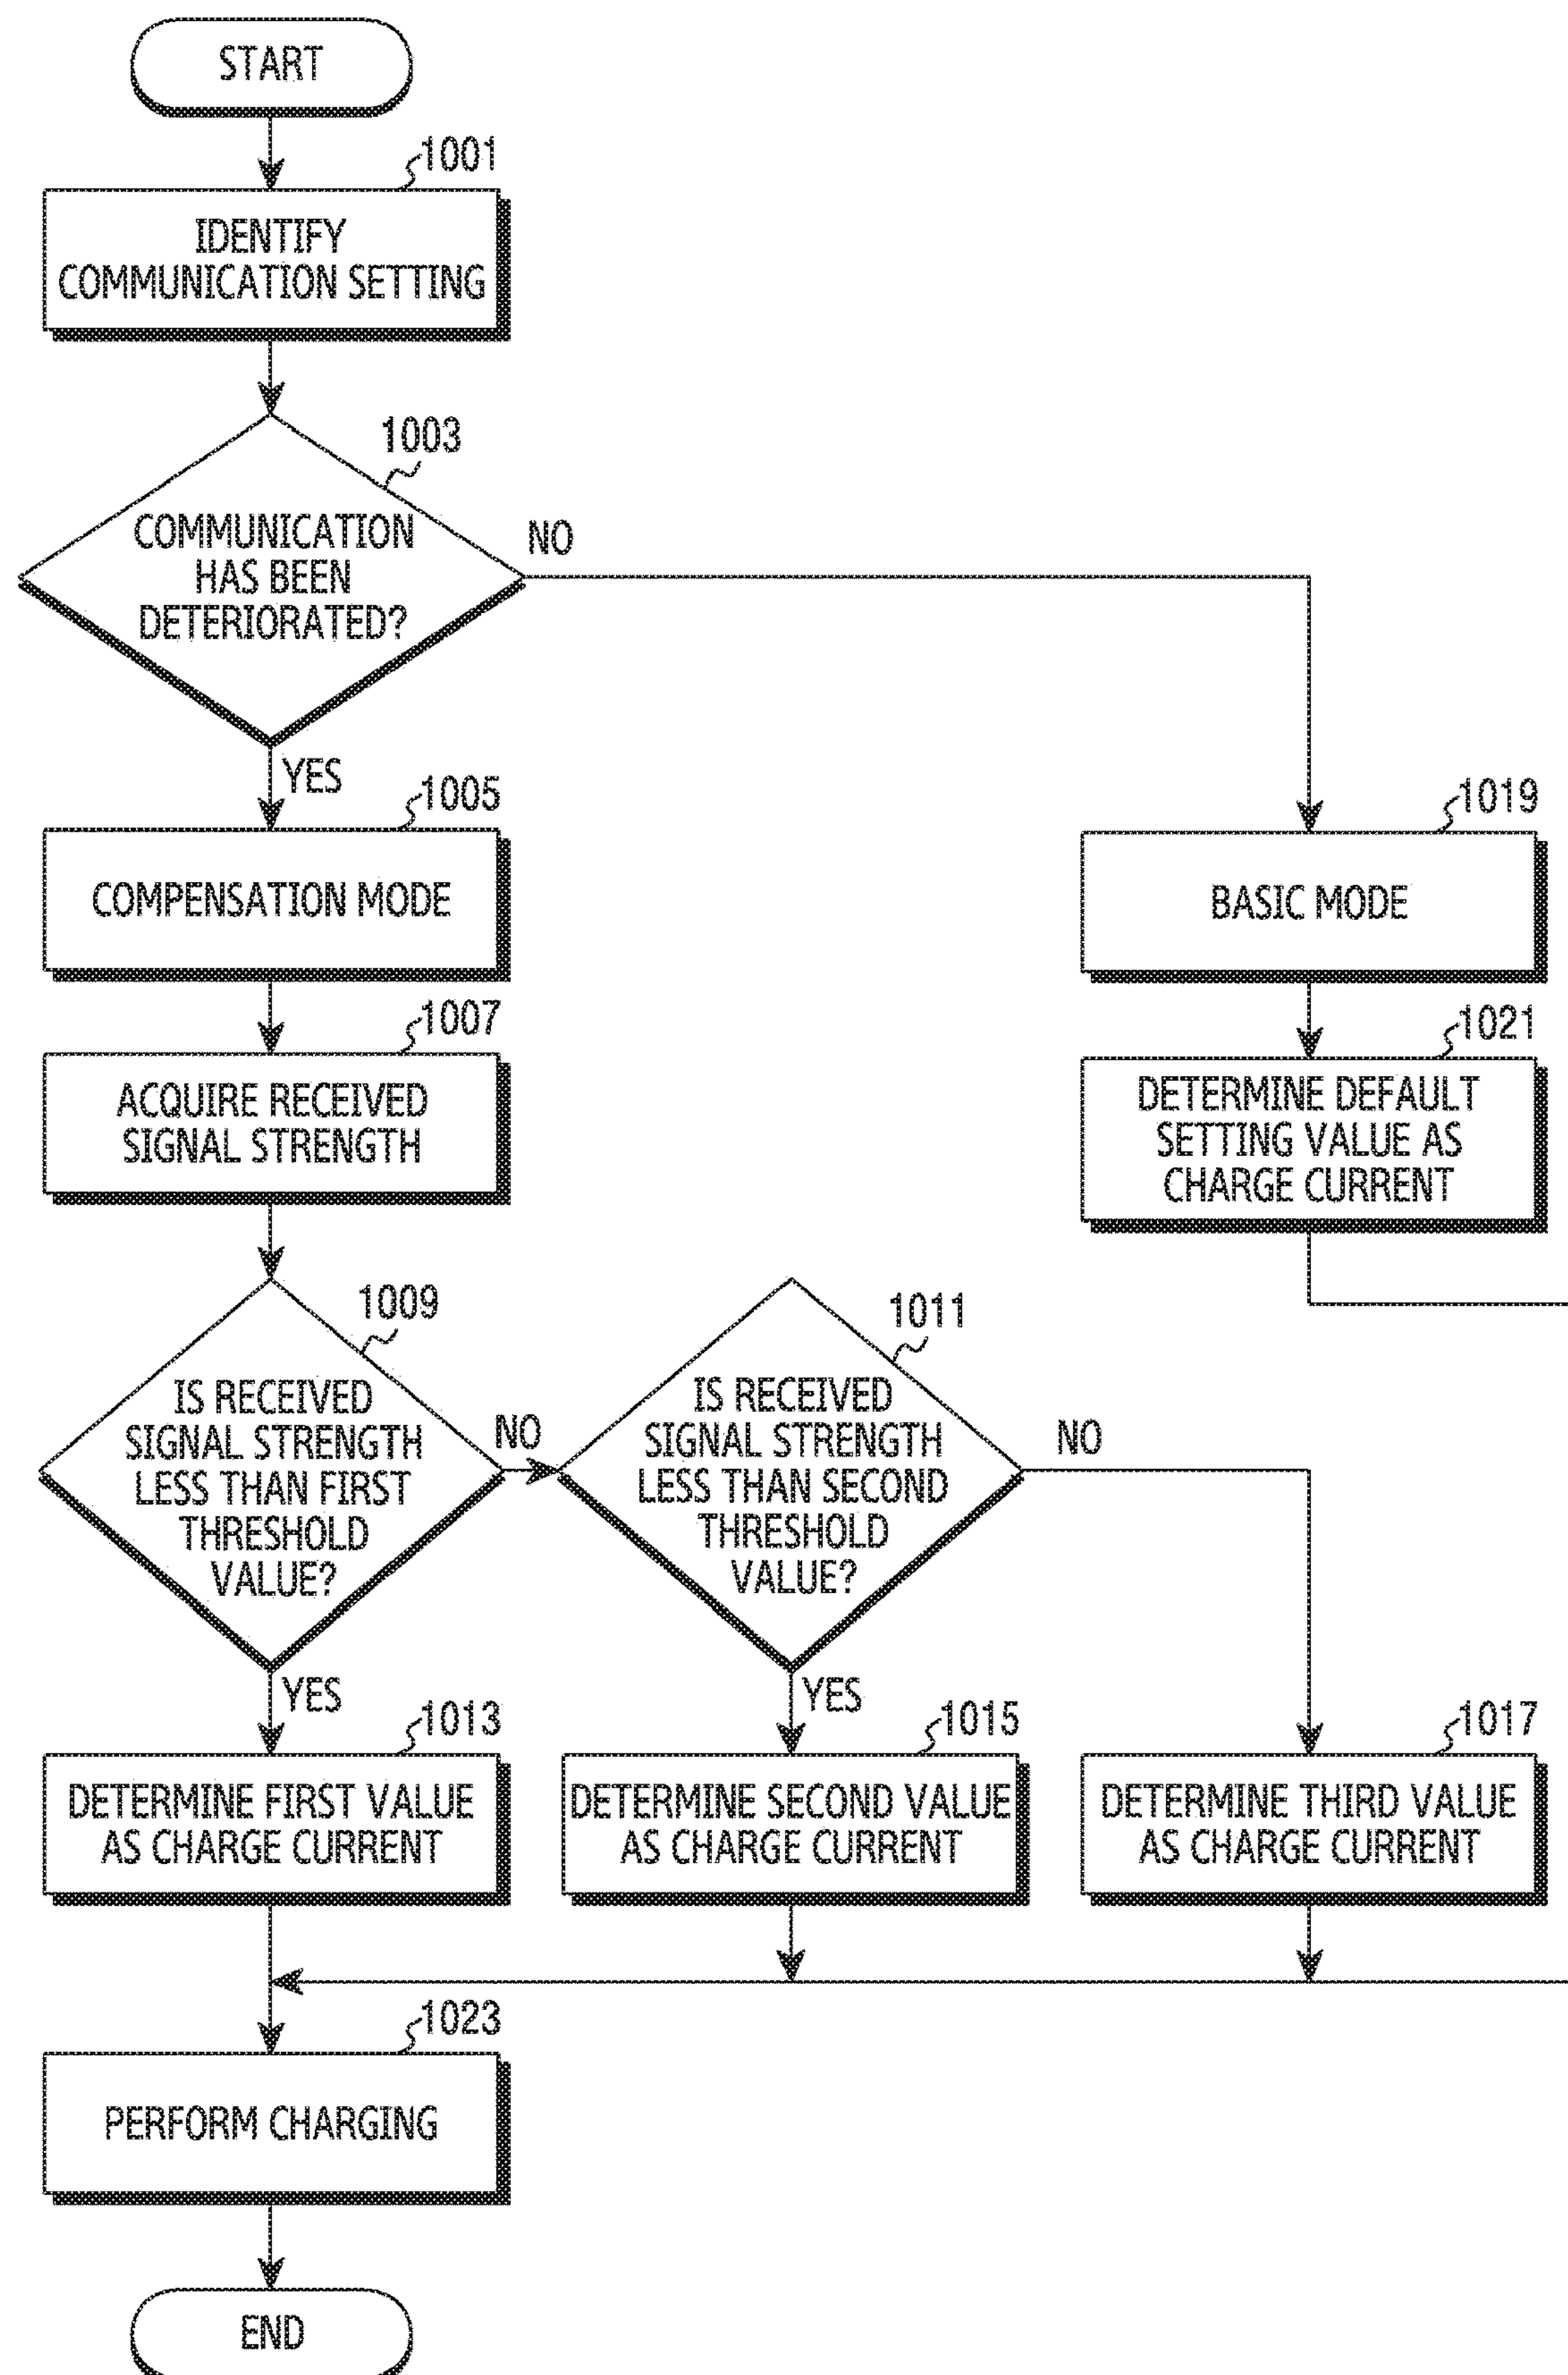 START
1001
IDENTIFY
COMMUNICATION SETTING
1003
COMMUNICATION
HAS BEEN
DETERIORATED?
NO
YES
1005
COMPENSATION MODE
1019
BASIC MODE
1007
ACQUIRE RECEIVED
SIGNAL STRENGTH
1021
DETERMINE DEFAULT
SETTING VALUE AS
CHARGE CURRENT
1009
IS RECEIVED
SIGNAL STRENGTH
LESS THAN FIRST
THRESHOLD
VALUE?
NO
YES
1011
IS RECEIVED
SIGNAL STRENGTH
LESS THAN SECOND
THRESHOLD
VALUE?
NO
YES
1013
DETERMINE FIRST VALUE
AS CHARGE CURRENT
1015
DETERMINE SECOND VALUE
AS CHARGE CURRENT
1017
DETERMINE THIRD VALUE
AS CHARGE CURRENT
1023
PERFORM CHARGING
END